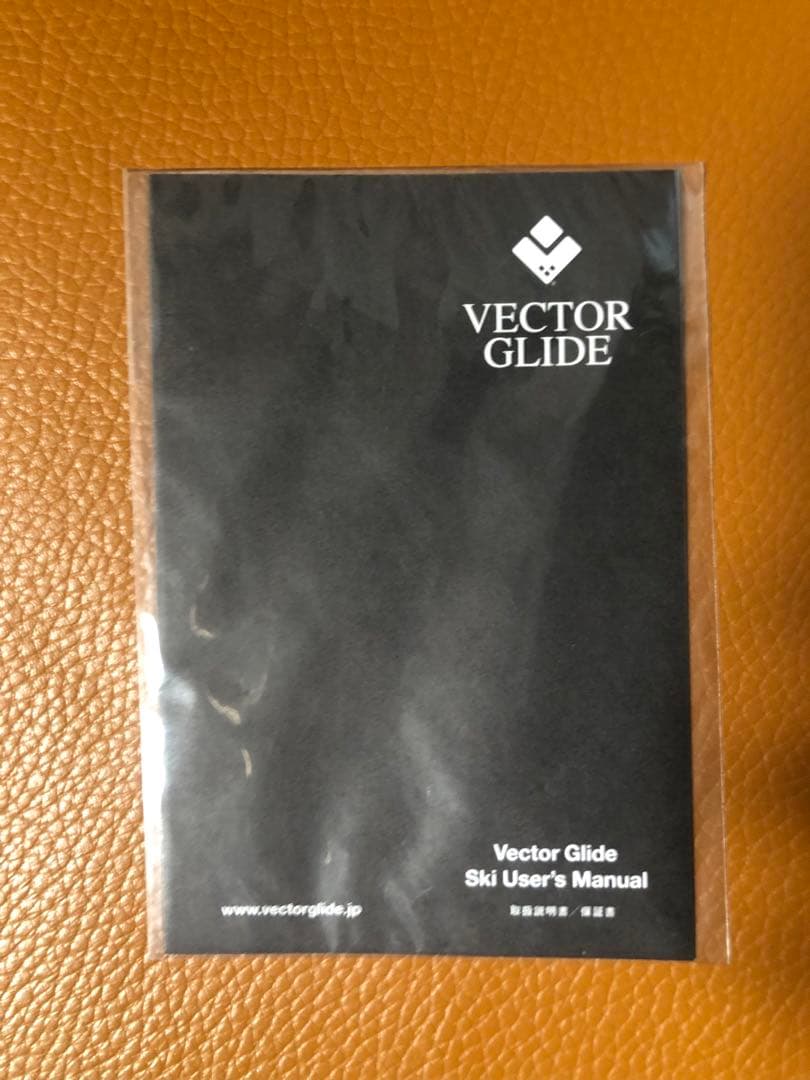 VECTOR
GLIDE
Vector Glide
Ski User's Manual
www.vectorglide.jp
取扱説明書／保証書